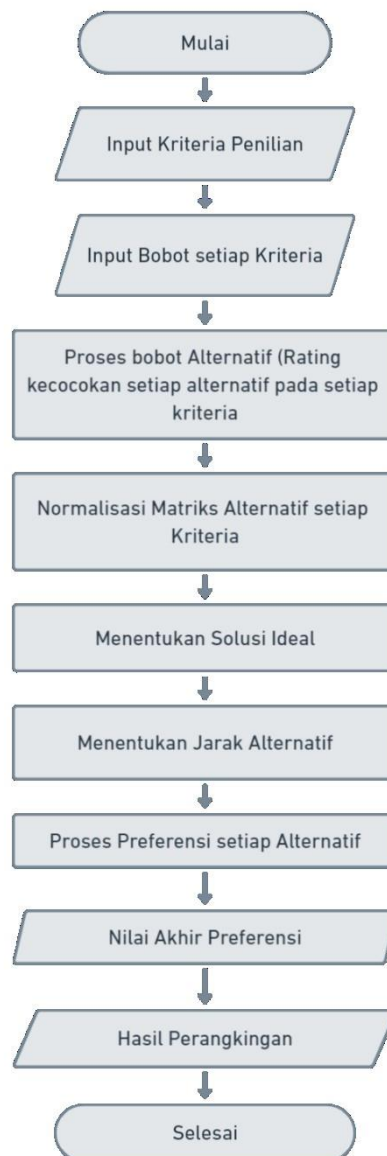 Mulai
Input Kriteria Penilian
Input Bobot setiap Kriteria
Proses bobot Alternatif (Rating
kecocokan setiap alternatif pada setiap
kriteria
Normalisasi Matriks Alternatif setiap
Kriteria
Menentukan Solusi Ideal
Menentukan Jarak Alternatif
Proses Preferensi setiap Alternatif
Nilai Akhir Preferensi
Hasil Perangkingan
Selesai